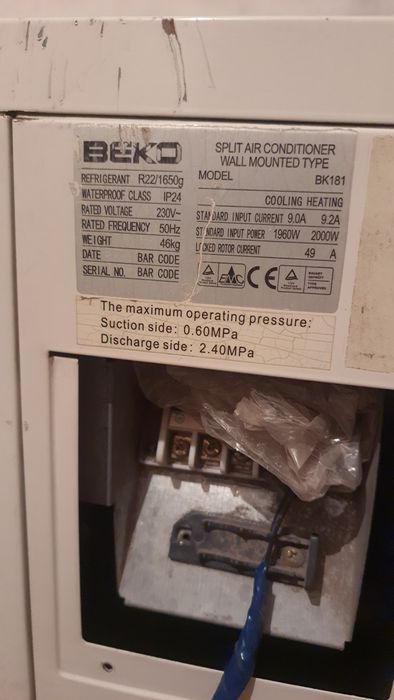 BEKO
SPLIT AIR CONDITIONER
WALL MOUNTED TYPE
MODEL BK181
REFRIGERANT R22/1650g
WATERPROOF CLASS IP24
RATED VOLTAGE 230V~
RATED FREQUENCY 50Hz
WEIGHT 46kg
DATE BAR CODE
SERIAL NO. BAR CODE
COOLING HEATING
STANDARD INPUT CURRENT 9.0A 9.2A
STANDARD INPUT POWER 1960W 2000W
LOCKED ROTOR CURRENT 49 A
EMC CE
The maximum operating pressure:
Suction side: 0.60MPa
Discharge side: 2.40MPa